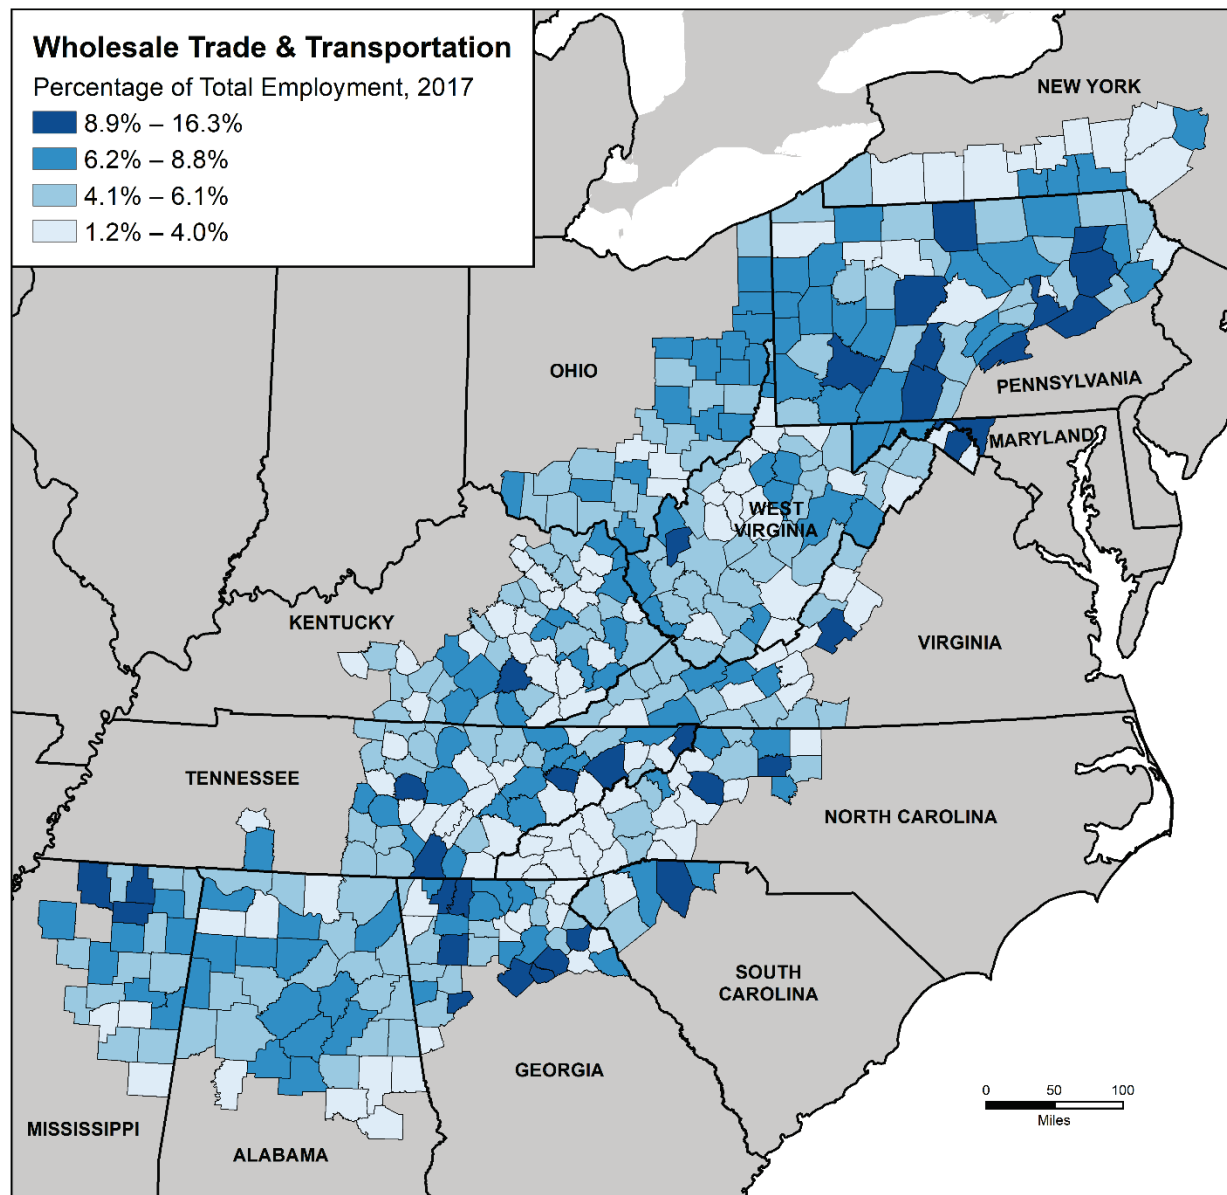 Wholesale Trade & Transportation
Percentage of Total Employment, 2017
8.9% – 16.3%
6.2% – 8.8%
4.1% – 6.1%
1.2% – 4.0%
NEW YORK
OHIO
PENNSYLVANIA
MARYLAND
WEST
VIRGINIA
KENTUCKY
VIRGINIA
TENNESSEE
NORTH CAROLINA
SOUTH
CAROLINA
GEORGIA
MISSISSIPPI
ALABAMA
0 50 100
Miles